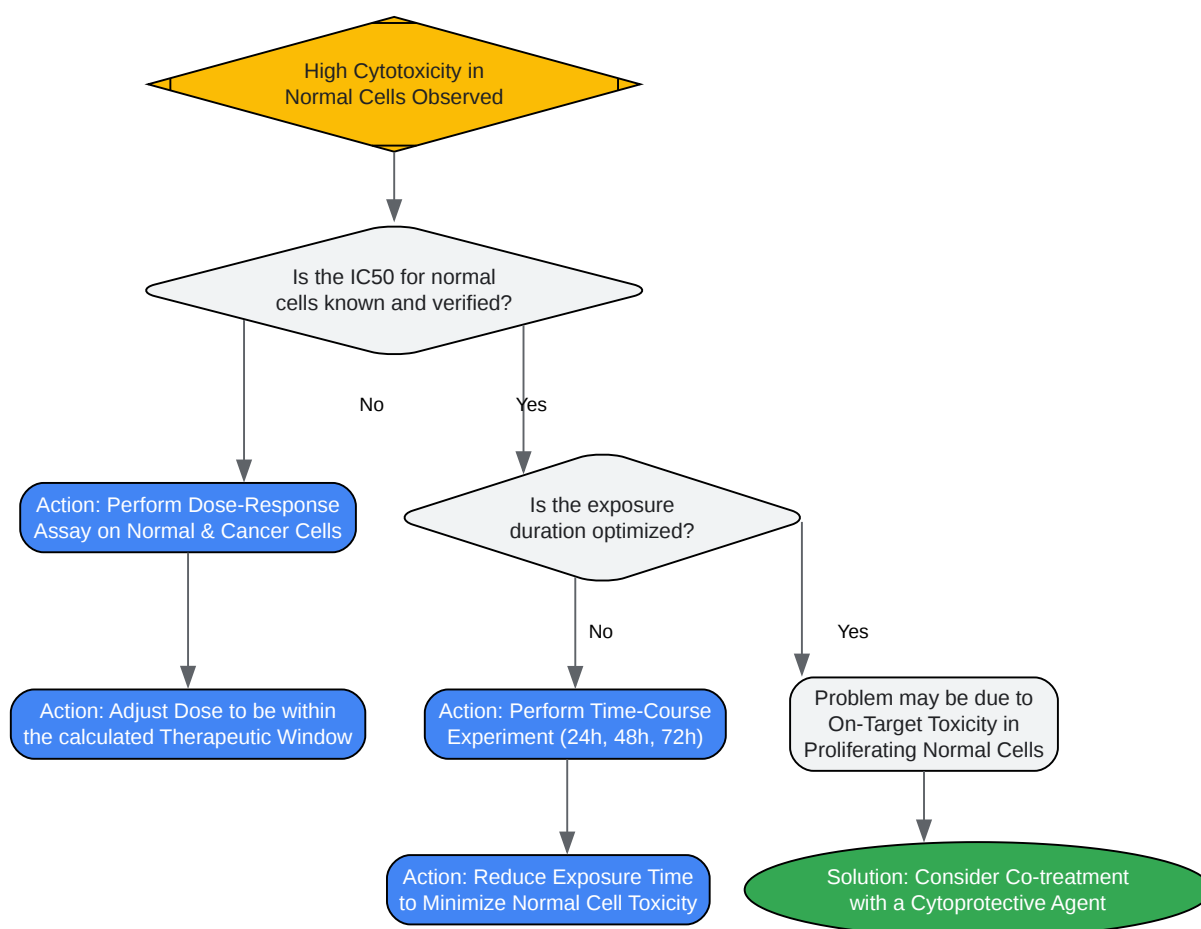 High Cytotoxicity in
Normal Cells Observed
Is the IC50 for normal
cells known and verified?
No
Yes
Action: Perform Dose-Response
Assay on Normal & Cancer Cells
Is the exposure
duration optimized?
No
Yes
Action: Adjust Dose to be within
the calculated Therapeutic Window
Action: Perform Time-Course
Experiment (24h, 48h, 72h)
Problem may be due to
On-Target Toxicity in
Proliferating Normal Cells
Action: Reduce Exposure Time
to Minimize Normal Cell Toxicity
Solution: Consider Co-treatment
with a Cytoprotective Agent